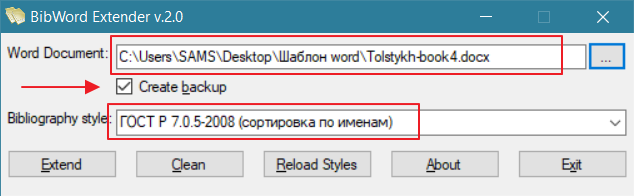 BibWord Extender v.2.0
Word Document: C:\Users\SAMS\Desktop\Шаблон word\Tolstykh-book4.docx ...
Create backup
Bibliography style: ГОСТ Р 7.0.5-2008 (сортировка по именам)
Extend Clean Reload Styles About Exit